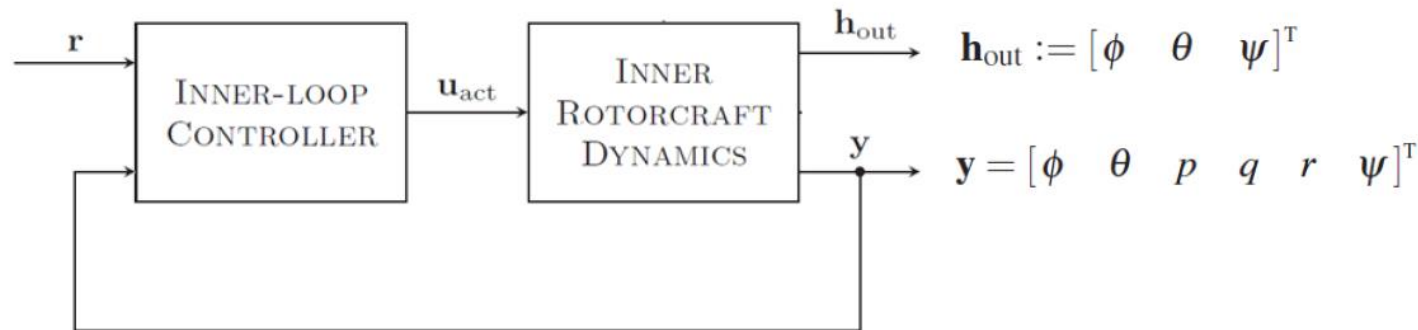 r
INNER-LOOP
CONTROLLER
u_act
INNER
ROTORCRAFT
DYNAMICS
h_out
y
h_out := [ϕ θ ψ]^T
y = [ϕ θ p q r ψ]^T